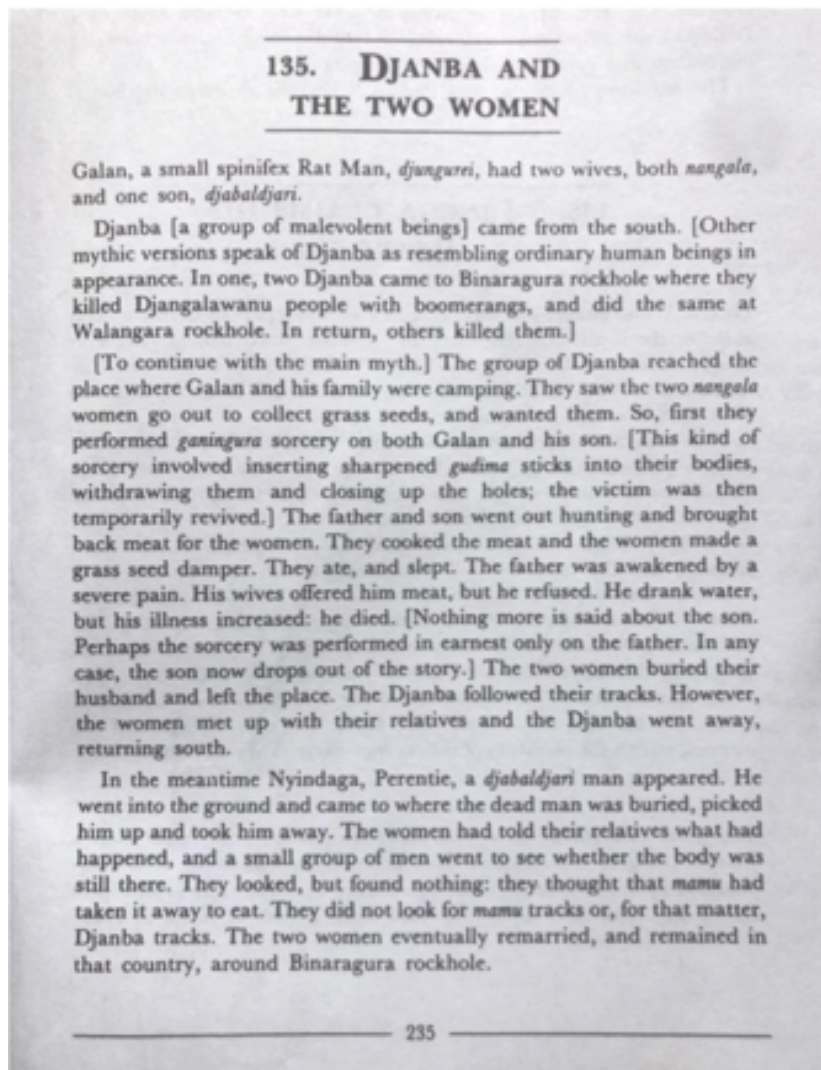 135. DJANBA AND
THE TWO WOMEN
Galan, a small spinifex Rat Man, djungurei, had two wives, both nangala,
and one son, djabaldjari.
Djanba [a group of malevolent beings] came from the south. [Other
mythic versions speak of Djanba as resembling ordinary human beings in
appearance. In one, two Djanba came to Binaragura rockhole where they
killed Djangalawanu people with boomerangs, and did the same at
Walangara rockhole. In return, others killed them.]
[To continue with the main myth.] The group of Djanba reached the
place where Galan and his family were camping. They saw the two nangala
women go out to collect grass seeds, and wanted them. So, first they
performed ganingura sorcery on both Galan and his son. [This kind of
sorcery involved inserting sharpened gudima sticks into their bodies,
withdrawing them and closing up the holes; the victim was then
temporarily revived.] The father and son went out hunting and brought
back meat for the women. They cooked the meat and the women made a
grass seed damper. They ate, and slept. The father was awakened by a
severe pain. His wives offered him meat, but he refused. He drank water,
but his illness increased: he died. [Nothing more is said about the son.
Perhaps the sorcery was performed in earnest only on the father. In any
case, the son now drops out of the story.] The two women buried their
husband and left the place. The Djanba followed their tracks. However,
the women met up with their relatives and the Djanba went away,
returning south.
In the meantime Nyindaga, Perentie, a djabaldjari man appeared. He
went into the ground and came to where the dead man was buried, picked
him up and took him away. The women had told their relatives what had
happened, and a small group of men went to see whether the body was
still there. They looked, but found nothing: they thought that mamu had
taken it away to eat. They did not look for mamu tracks or, for that matter,
Djanba tracks. The two women eventually remarried, and remained in
that country, around Binaragura rockhole.
235